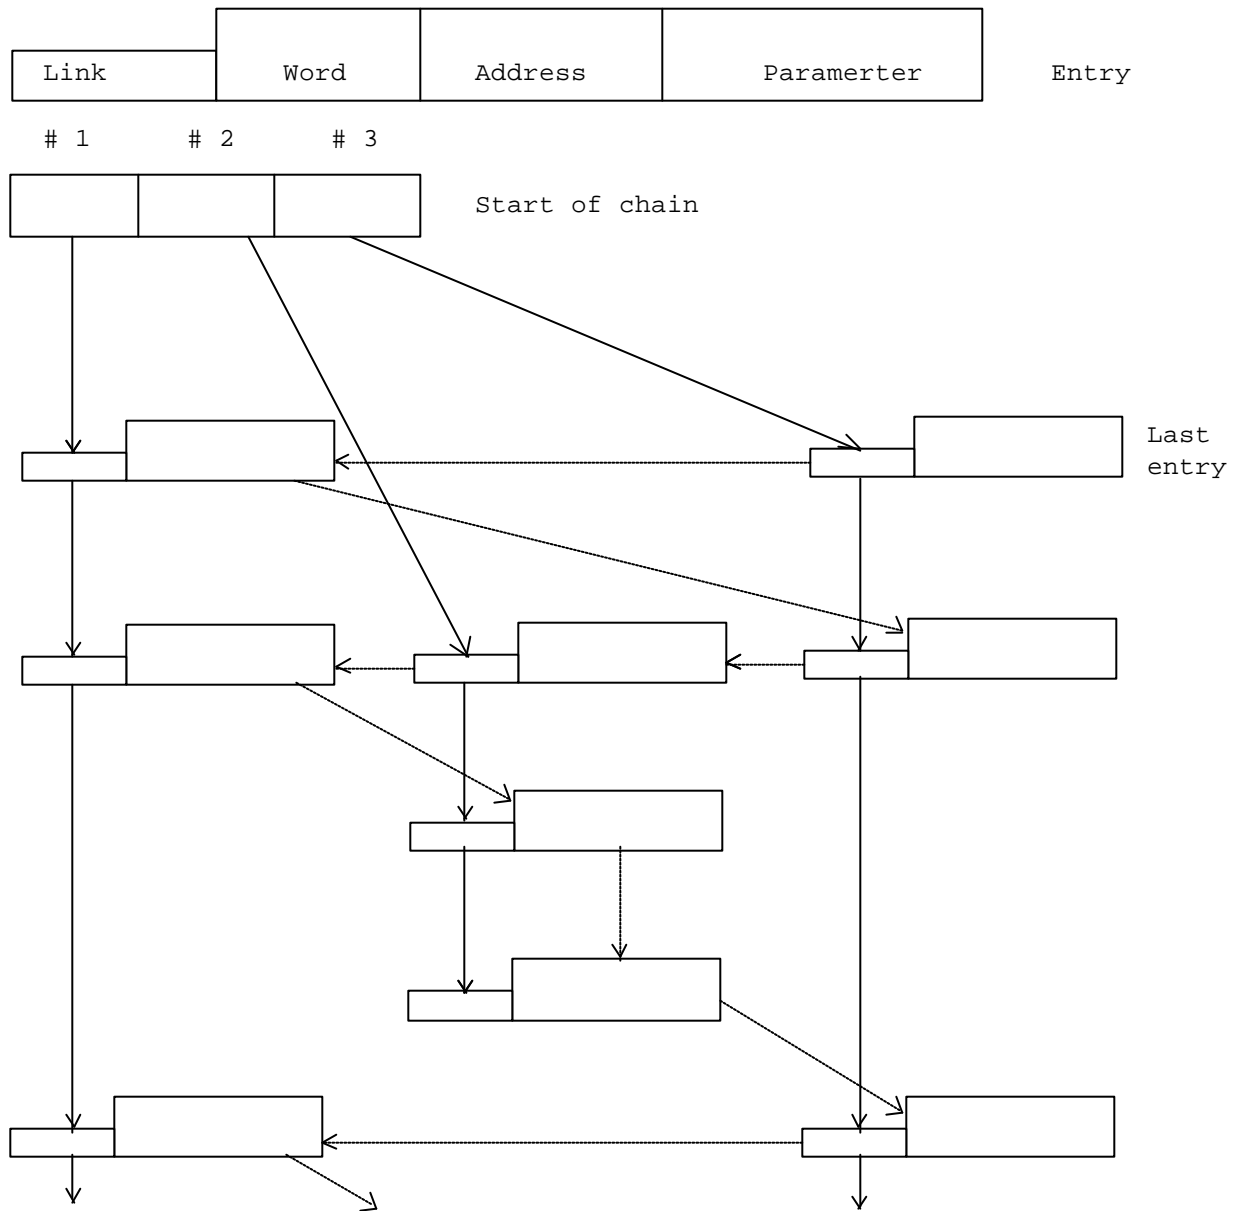 Link Word Address Paramerter Entry
# 1 # 2 # 3
Start of chain
Last
entry